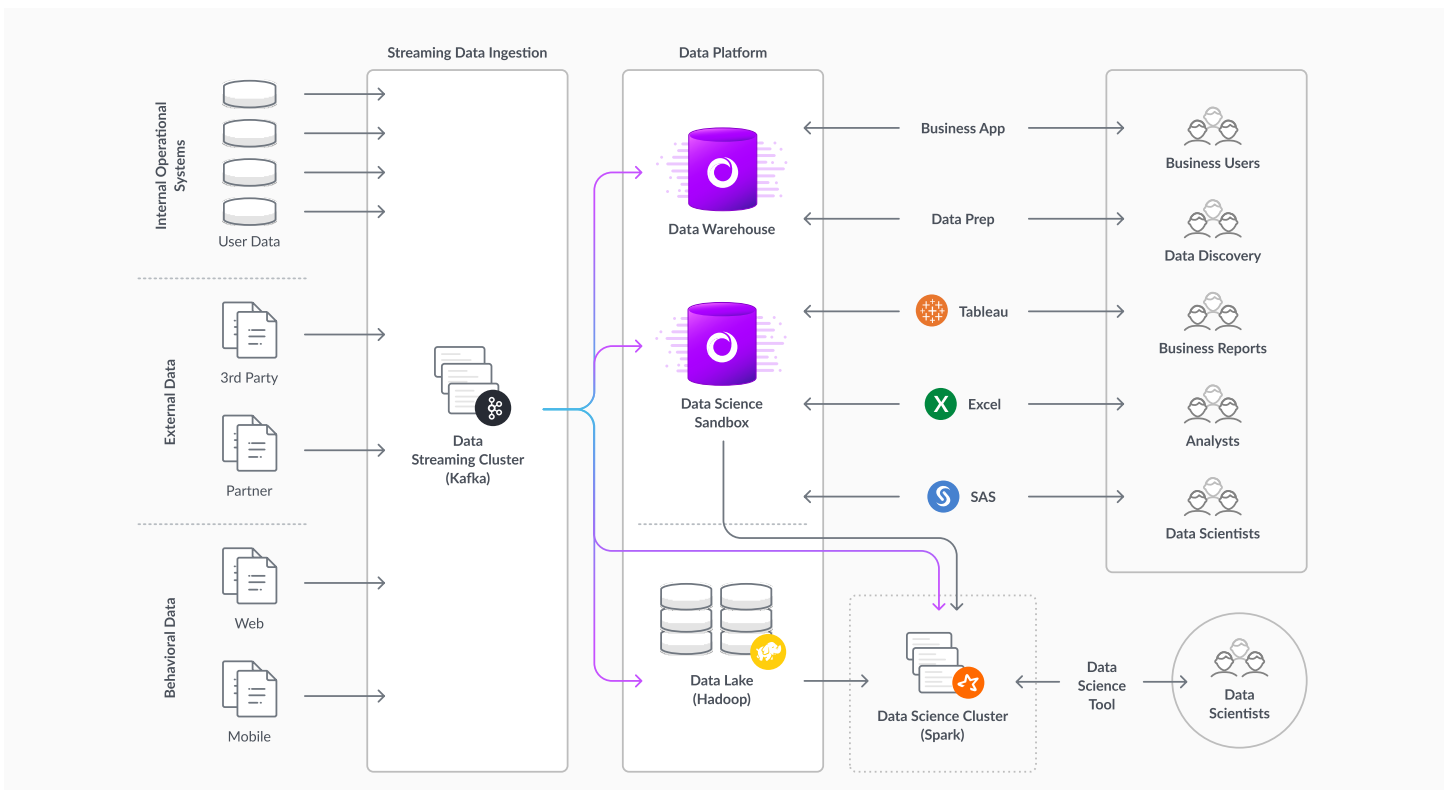 Streaming Data Ingestion
Data Platform
Internal Operational
Systems
User Data
External Data
3rd Party
Partner
Behavioral Data
Web
Mobile
Data
Streaming Cluster
(Kafka)
Data Warehouse
Data Science
Sandbox
Data Lake
(Hadoop)
Business App
Data Prep
Tableau
Excel
SAS
Business Users
Data Discovery
Business Reports
Analysts
Data Scientists
Data Science Cluster
(Spark)
Data
Science
Tool
Data
Scientists